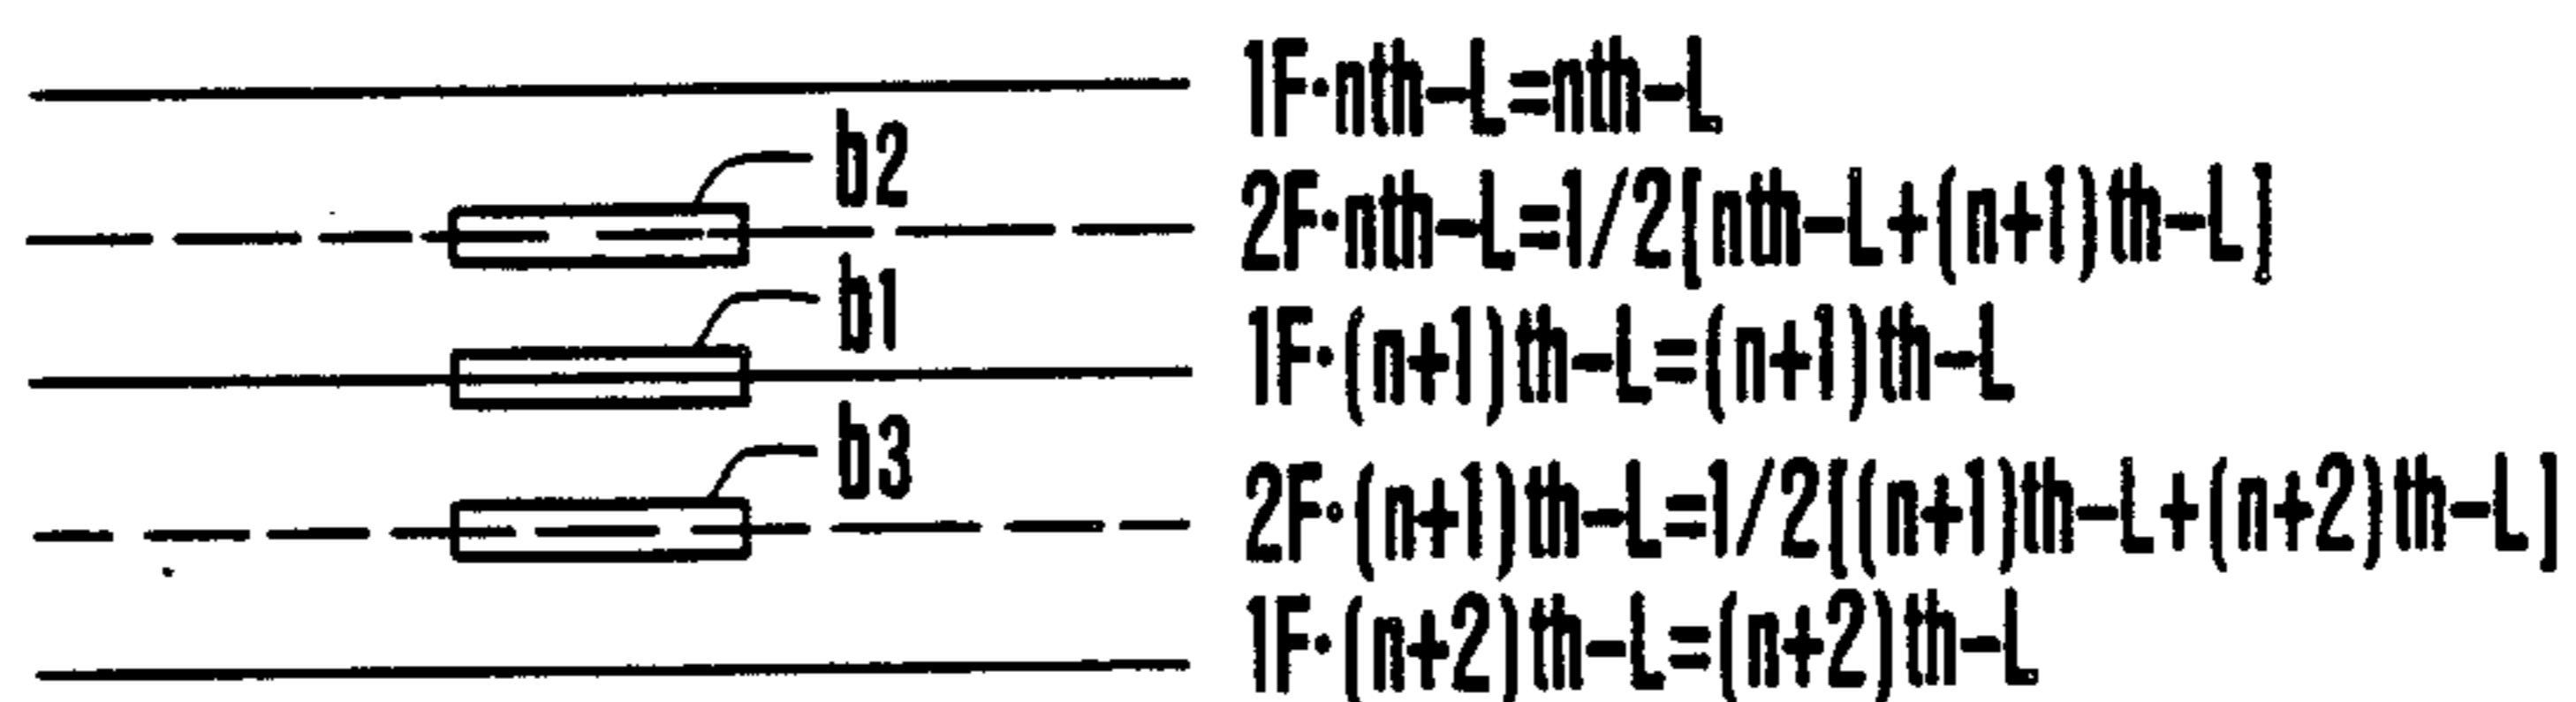 1F·nth-L=nth-L
b2
2F·nth-L=1/2[nth-L+(n+1)th-L]
b1
1F·(n+1)th-L=(n+1)th-L
b3
2F·(n+1)th-L=1/2[(n+1)th-L+(n+2)th-L]
1F·(n+2)th-L=(n+2)th-L